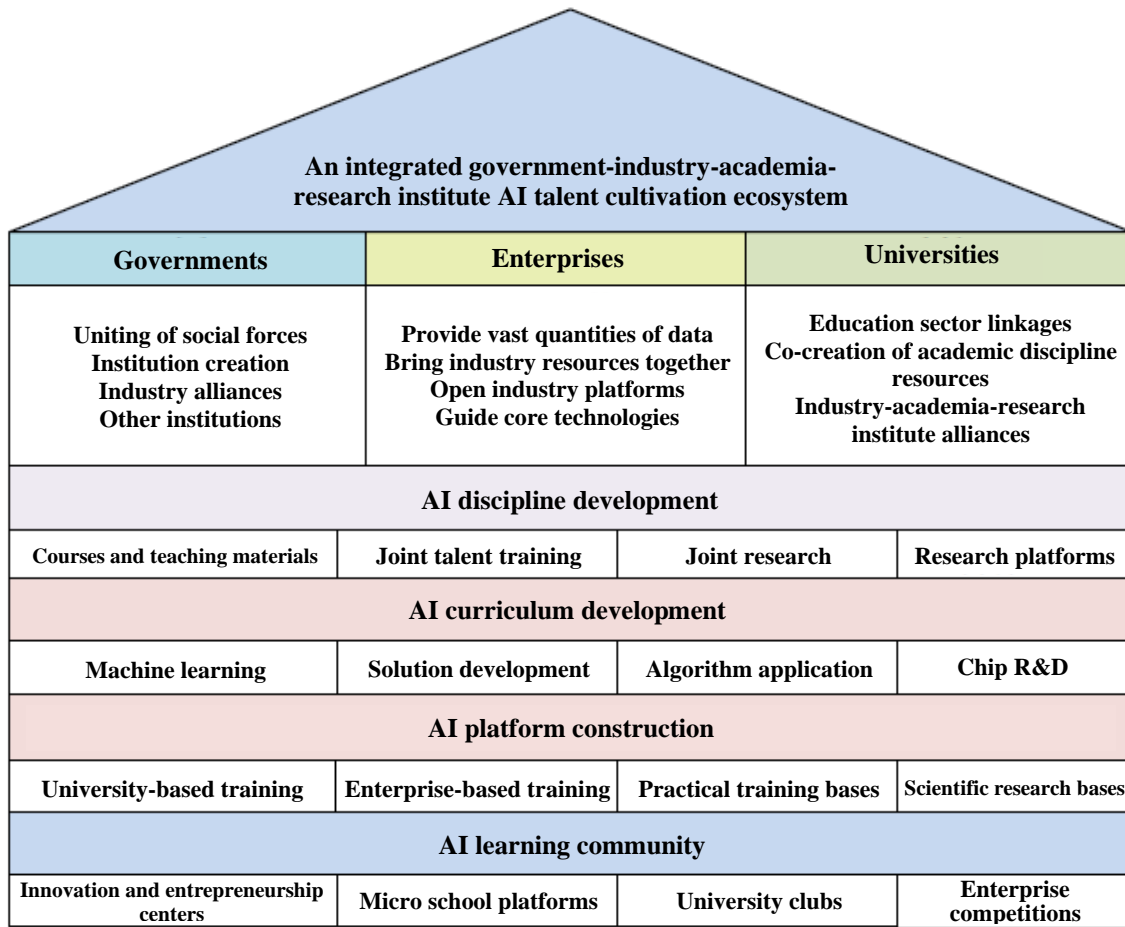 An integrated government-industry-academia-
research institute AI talent cultivation ecosystem
Governments
Enterprises
Universities
Uniting of social forces
Institution creation
Industry alliances
Other institutions
Provide vast quantities of data
Bring industry resources together
Open industry platforms
Guide core technologies
Education sector linkages
Co-creation of academic discipline
resources
Industry-academia-research
institute alliances
AI discipline development
Courses and teaching materials
Joint talent training
Joint research
Research platforms
AI curriculum development
Machine learning
Solution development
Algorithm application
Chip R&D
AI platform construction
University-based training
Enterprise-based training
Practical training bases
Scientific research bases
AI learning community
Innovation and entrepreneurship
centers
Micro school platforms
University clubs
Enterprise
competitions